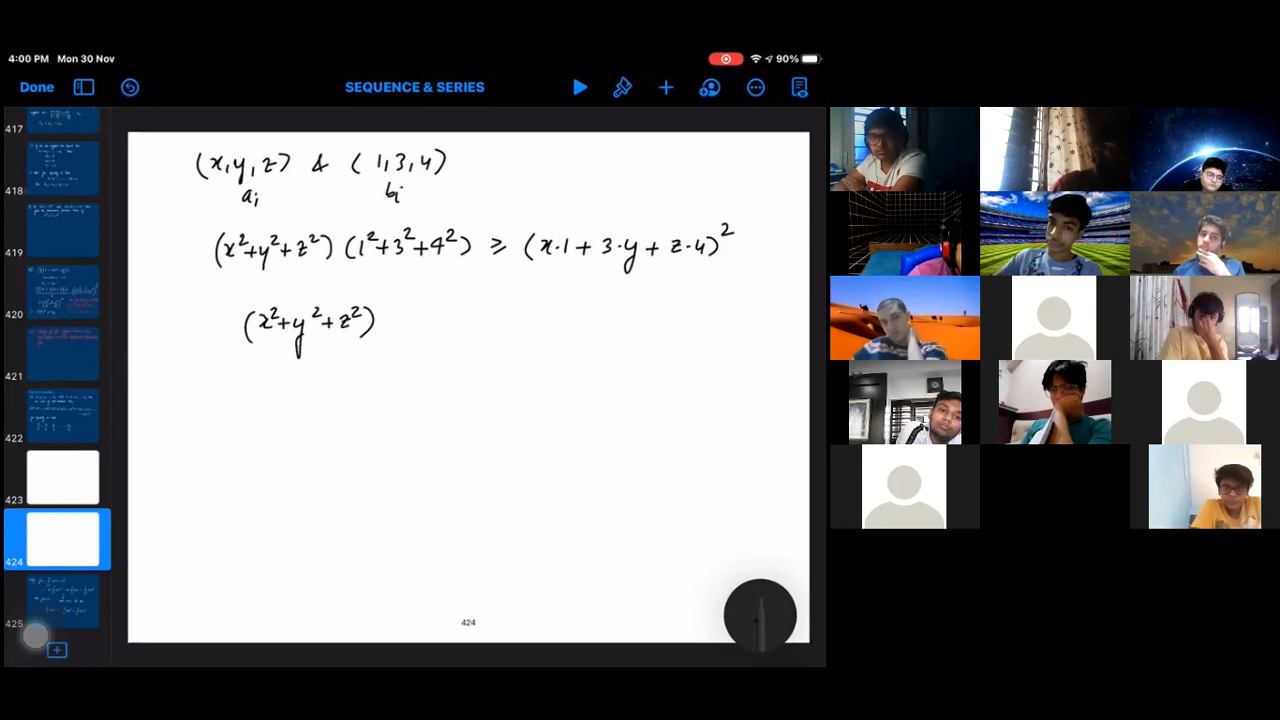 4:00 PM Mon 30 Nov
90%
Done
SEQUENCE & SERIES
(x, y, z) & (1, 3, 4)
aᵢ bᵢ
(x²+y²+z²) (1²+3²+4²) ≥ (x·1 + 3·y + z·4)²
(x²+y²+z²)
424
417
418
419
420
421
422
423
424
425